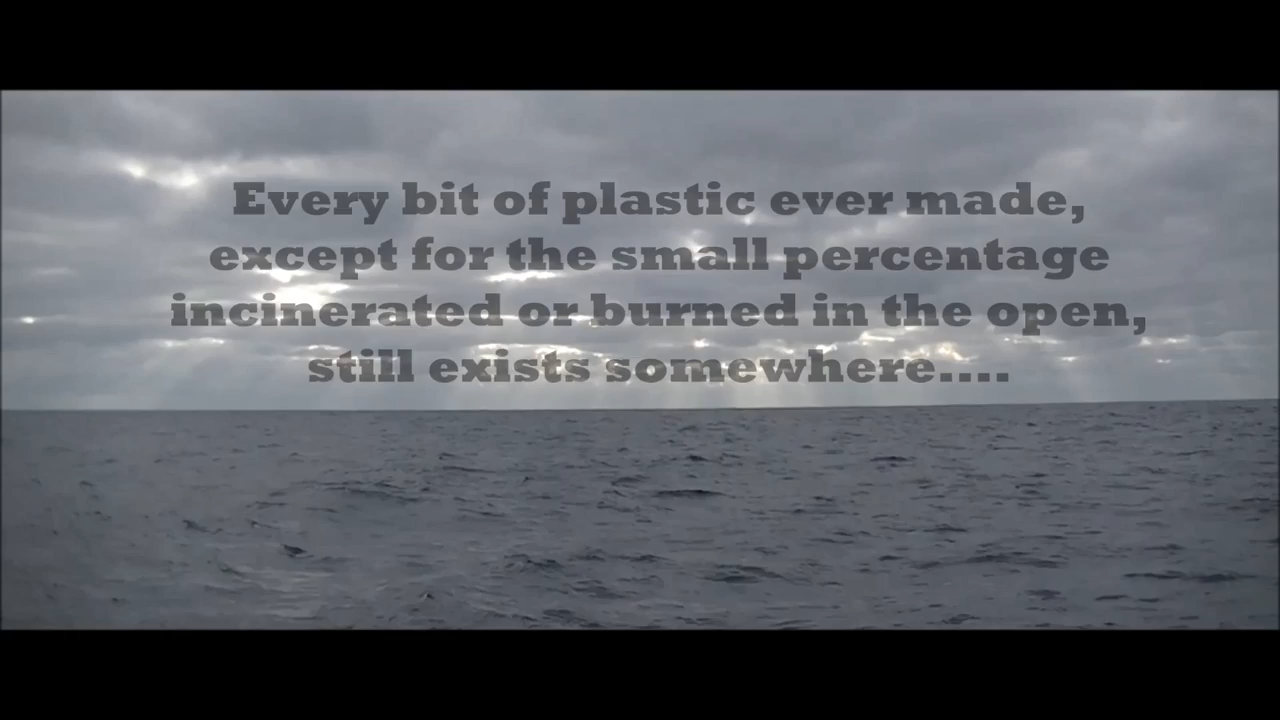 Every bit of plastic ever made,
except for the small percentage
incinerated or burned in the open,
still exists somewhere....